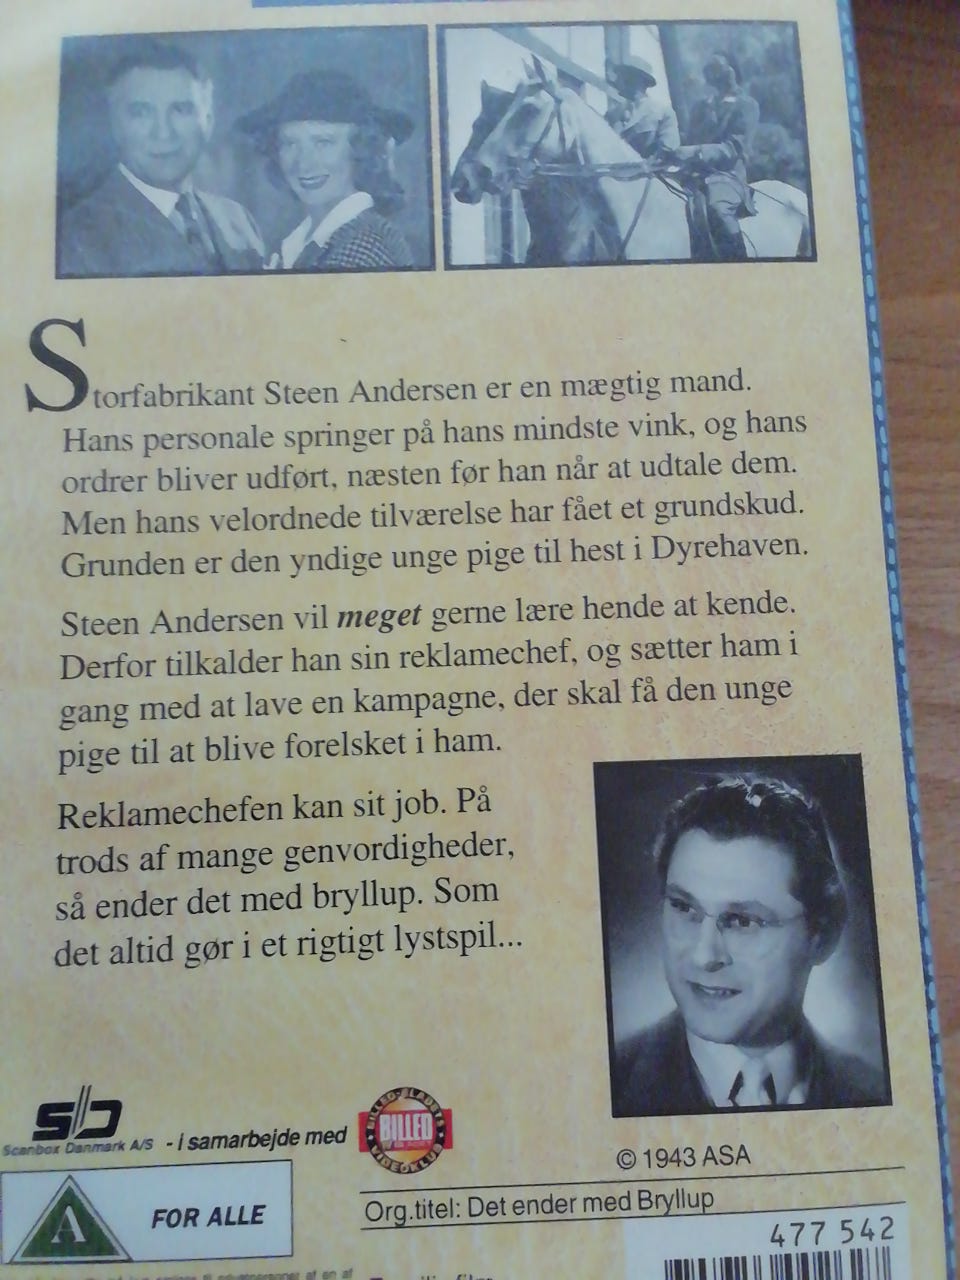 Storfabrikant Steen Andersen er en mægtig mand.
Hans personale springer på hans mindste vink, og hans
ordrer bliver udført, næsten før han når at udtale dem.
Men hans velordnede tilværelse har fået et grundskud.
Grunden er den yndige unge pige til hest i Dyrehaven.
Steen Andersen vil meget gerne lære hende at kende.
Derfor tilkalder han sin reklamechef, og sætter ham i
gang med at lave en kampagne, der skal få den unge
pige til at blive forelsket i ham.
Reklamechefen kan sit job. På
trods af mange genvordigheder,
så ender det med bryllup. Som
det altid gør i et rigtigt lystspil...
SD
Scanbox Danmark A/S - i samarbejde med
BILLED-BLADETS
BILLED
VIDEOKLUB
© 1943 ASA
A FOR ALLE
Org.titel: Det ender med Bryllup
477 542